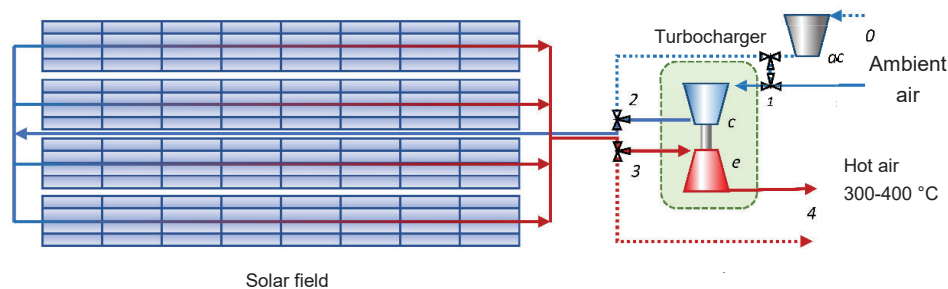 0
Turbocharger
ac
Ambient
air
1
2
c
e
3
Hot air
300-400 °C
4
Solar field